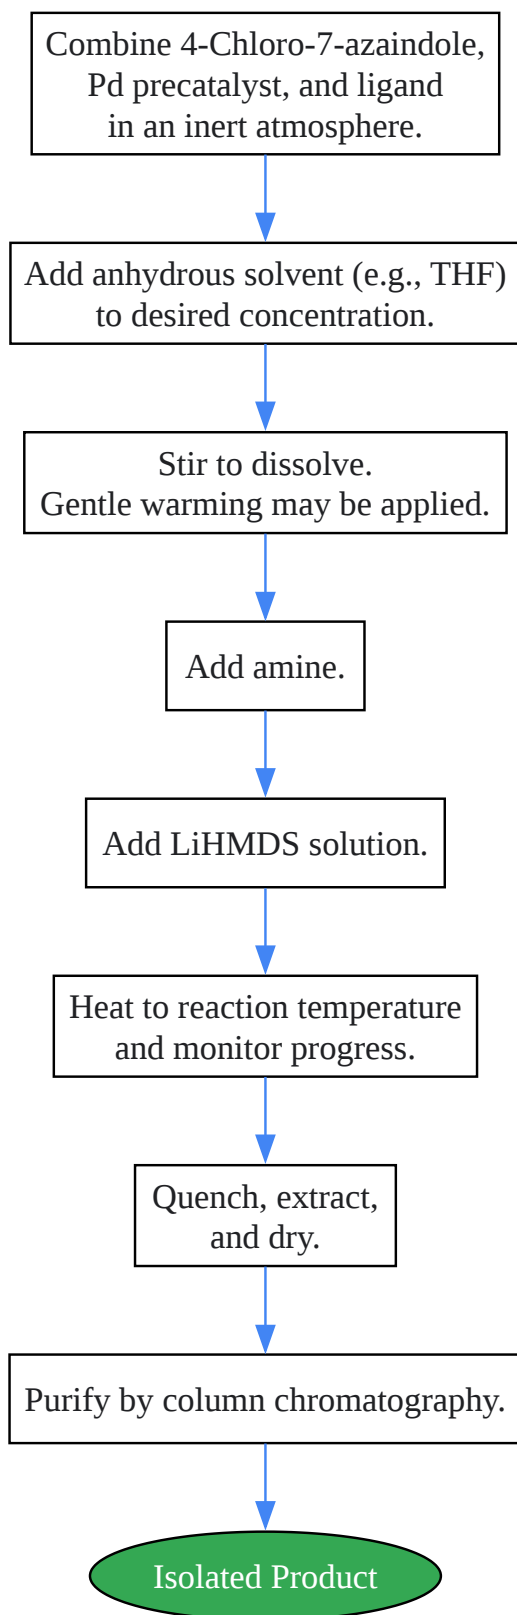 Combine 4-Chloro-7-azaindole,
Pd precatalyst, and ligand
in an inert atmosphere.
Add anhydrous solvent (e.g., THF)
to desired concentration.
Stir to dissolve.
Gentle warming may be applied.
Add amine.
Add LiHMDS solution.
Heat to reaction temperature
and monitor progress.
Quench, extract,
and dry.
Purify by column chromatography.
Isolated Product